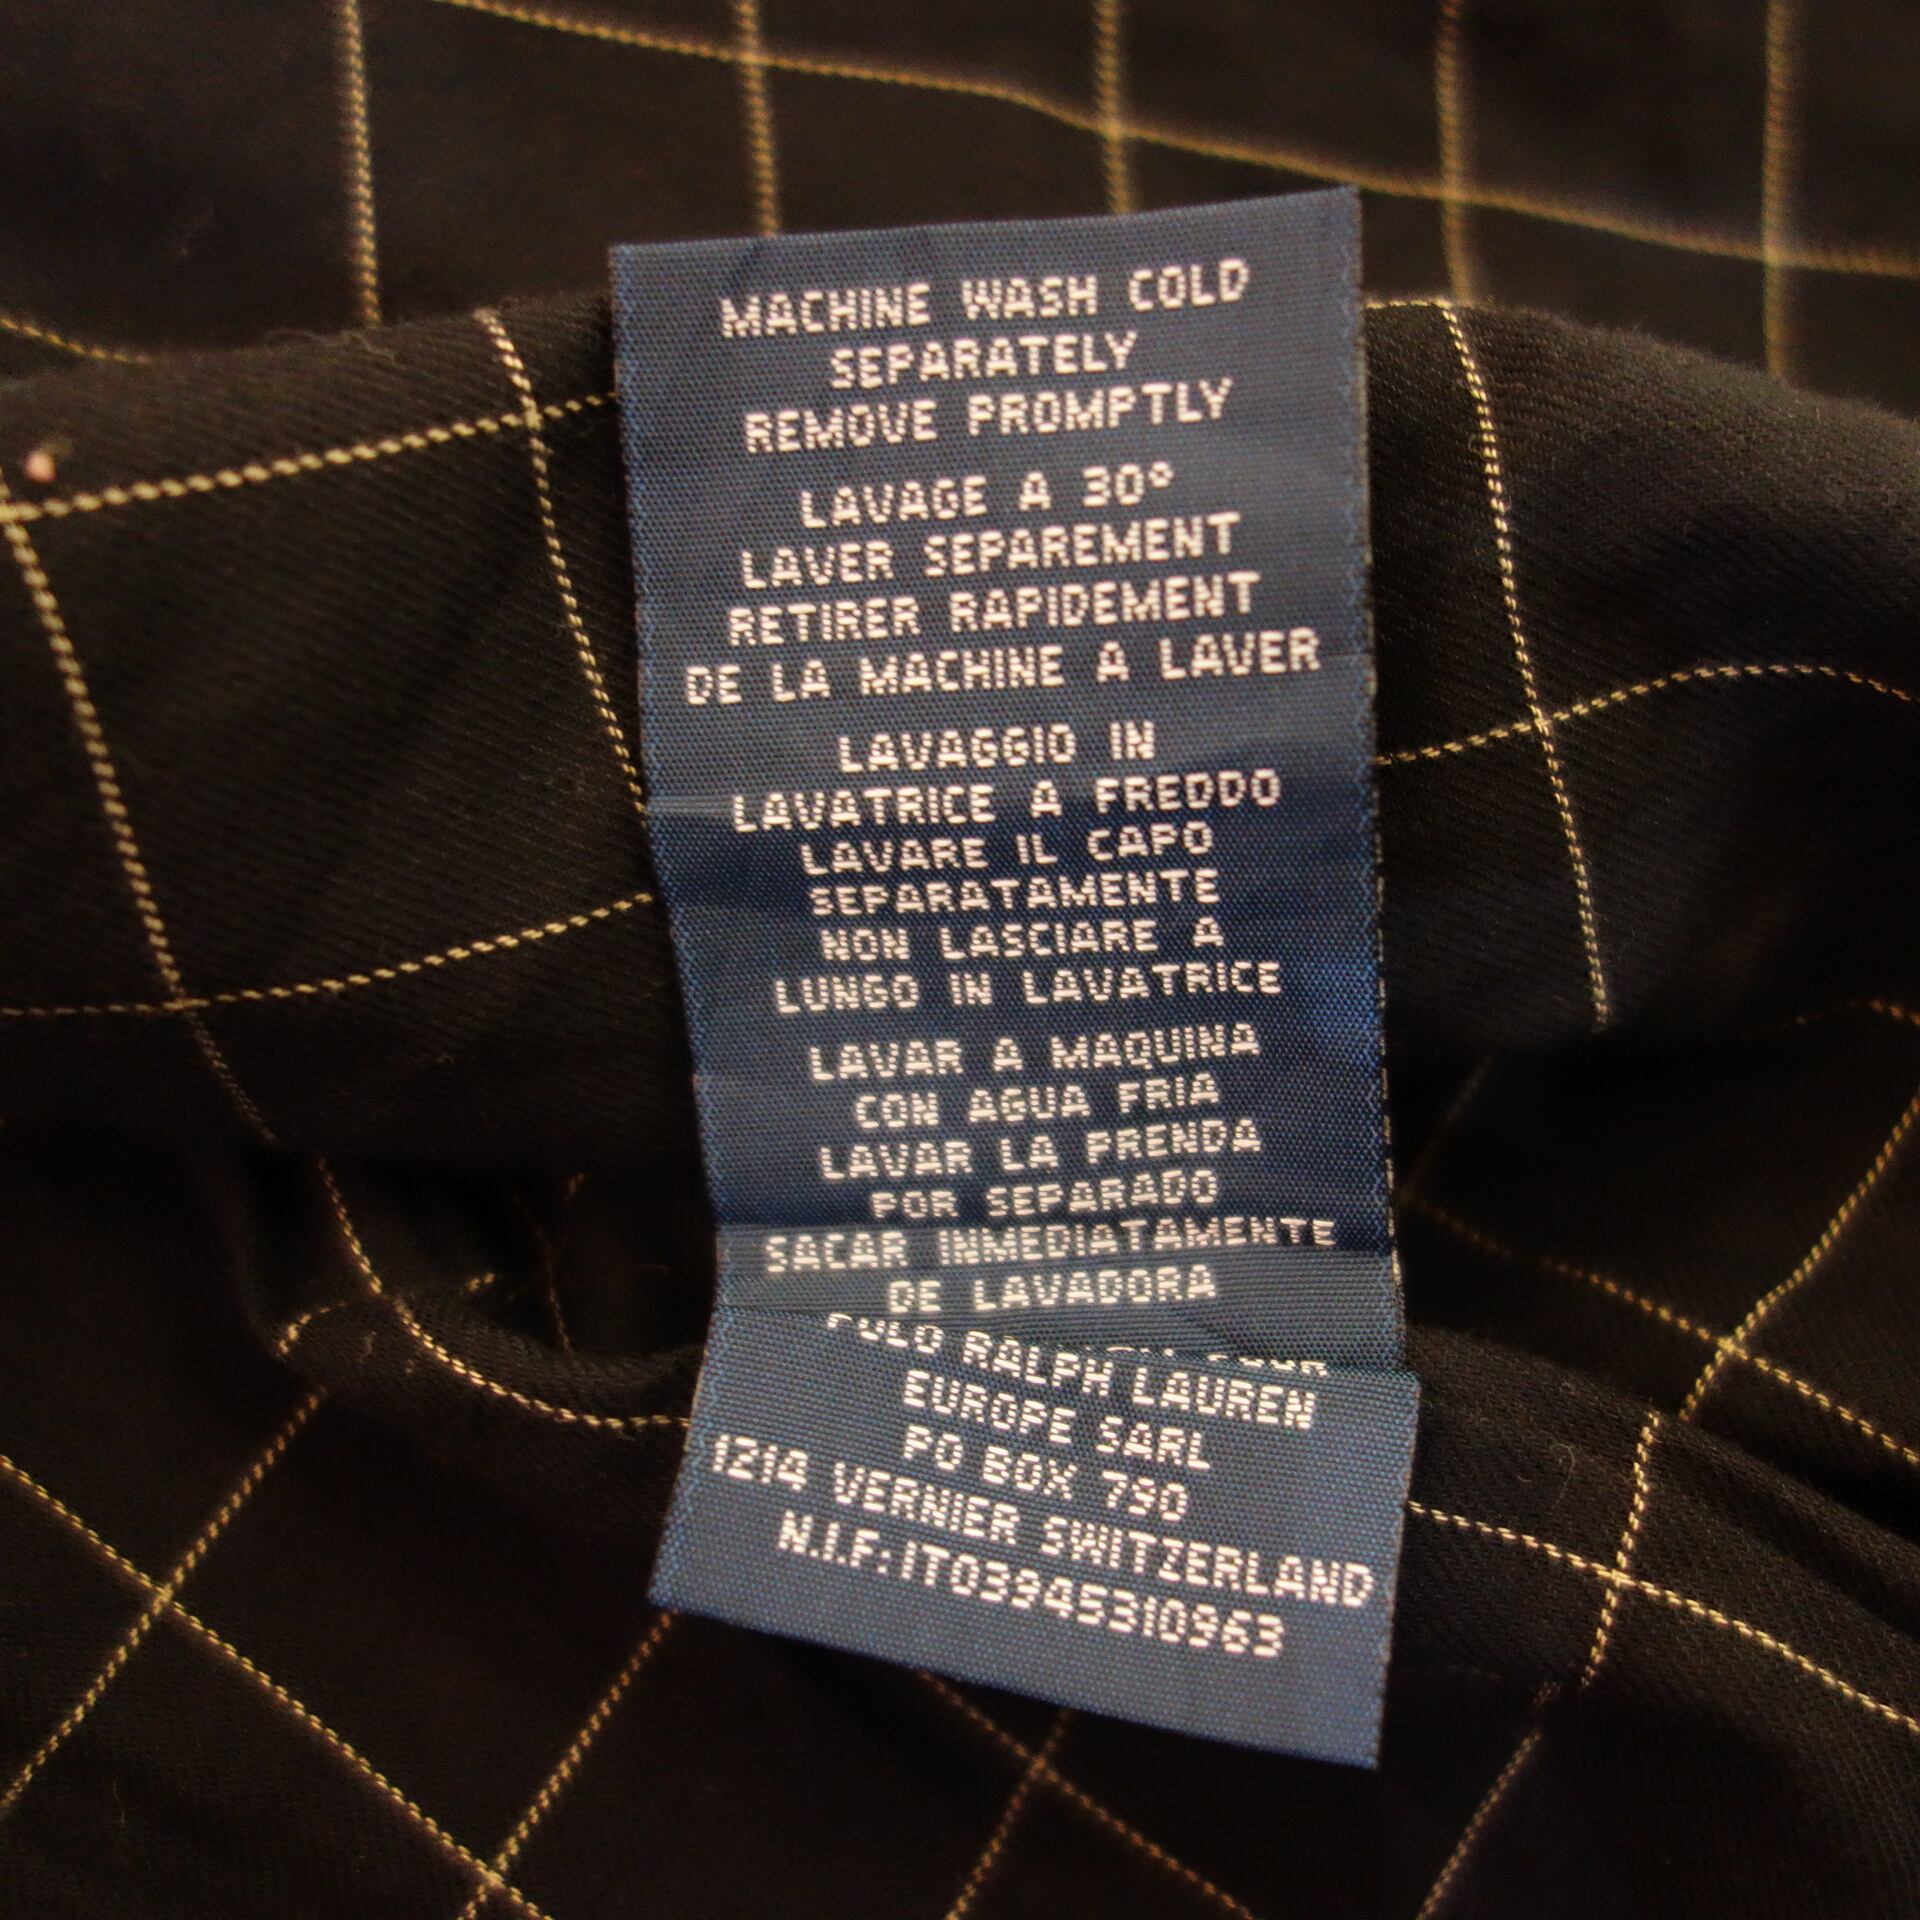 MACHINE WASH COLD
SEPARATELY
REMOVE PROMPTLY
LAVAGE A 30°
LAVER SEPAREMENT
RETIRER RAPIDEMENT
DE LA MACHINE A LAVER
LAVAGGIO IN
LAVATRICE A FREDDO
LAVARE IL CAPO
SEPARATAMENTE
NON LASCIARE A
LUNGO IN LAVATRICE
LAVAR A MAQUINA
CON AGUA FRIA
LAVAR LA PRENDA
POR SEPARADO
SACAR INMEDIATAMENTE
DE LAVADORA
POLO RALPH LAUREN
EUROPE SARL
PO BOX 790
1214 VERNIER SWITZERLAND
N.I.F:IT03945310963